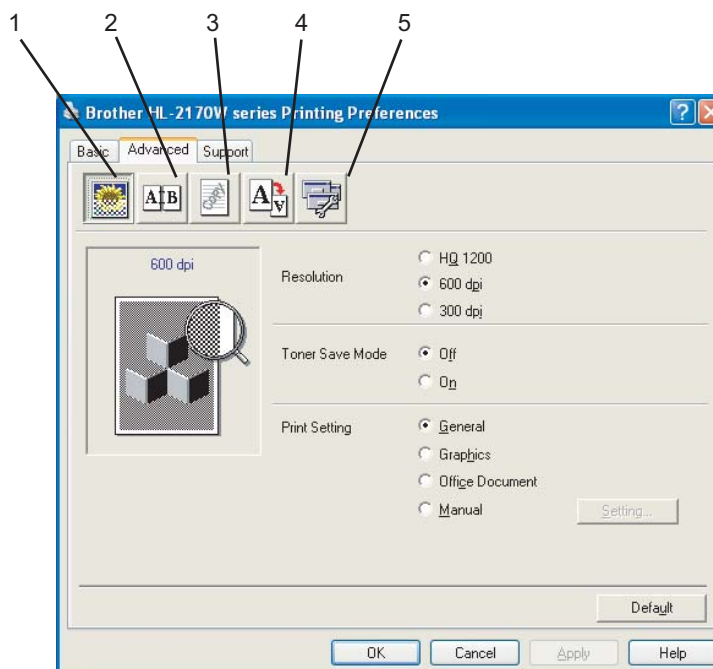 1 2 3 4 5
Brother HL-2170W series Printing Preferences
Basic Advanced Support
A B COPY A A
600 dpi
Resolution
HQ 1200
600 dpi
300 dpi
Toner Save Mode
Off
On
Print Setting
General
Graphics
Office Document
Manual
Setting...
Default
OK Cancel Apply Help